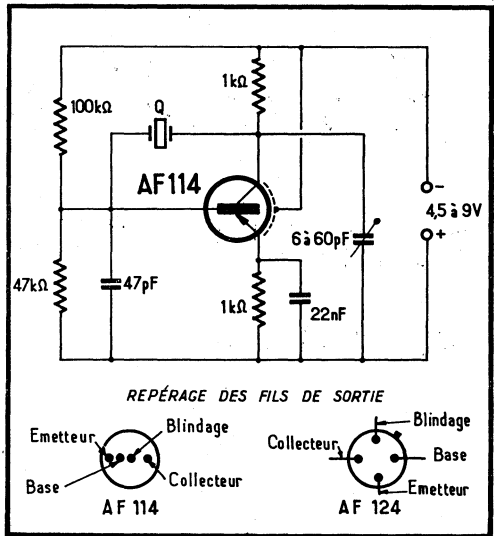 1kΩ
100kΩ
Q
AF114
-
4,5 à 9V
+
6 à 60pF
47kΩ
47pF
1kΩ
22nF
REPÉRAGE DES FILS DE SORTIE
Emetteur
Blindage
Base
Collecteur
AF 114
Blindage
Collecteur
Base
Emetteur
AF 124